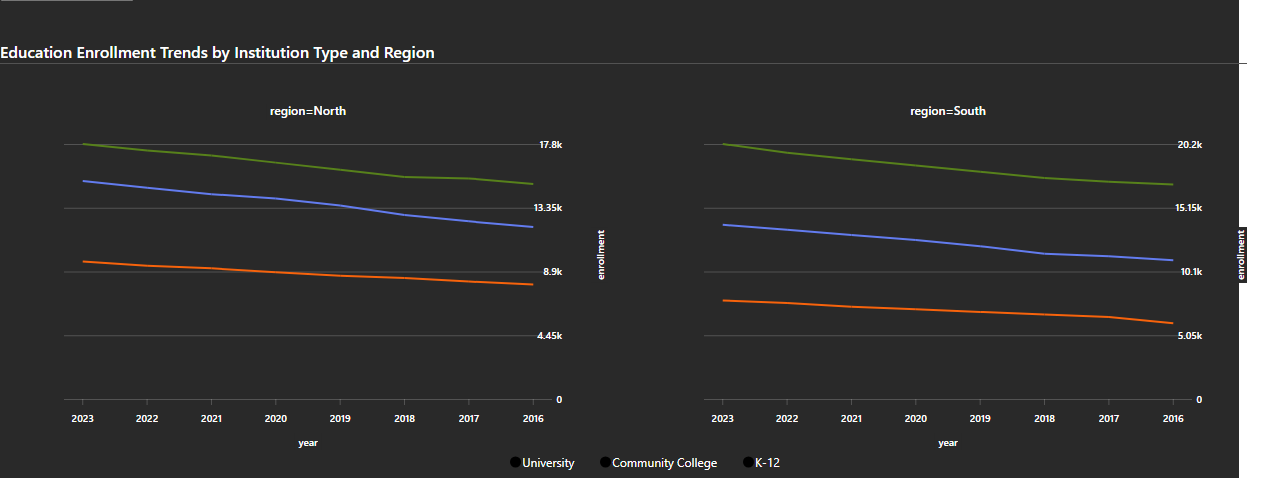 Education Enrollment Trends by Institution Type and Region
region=North
region=South
17.8k
13.35k
8.9k
4.45k
0
enrollment
20.2k
15.15k
10.1k
5.05k
0
enrollment
2023 2022 2021 2020 2019 2018 2017 2016
year
2023 2022 2021 2020 2019 2018 2017 2016
year
University Community College K-12